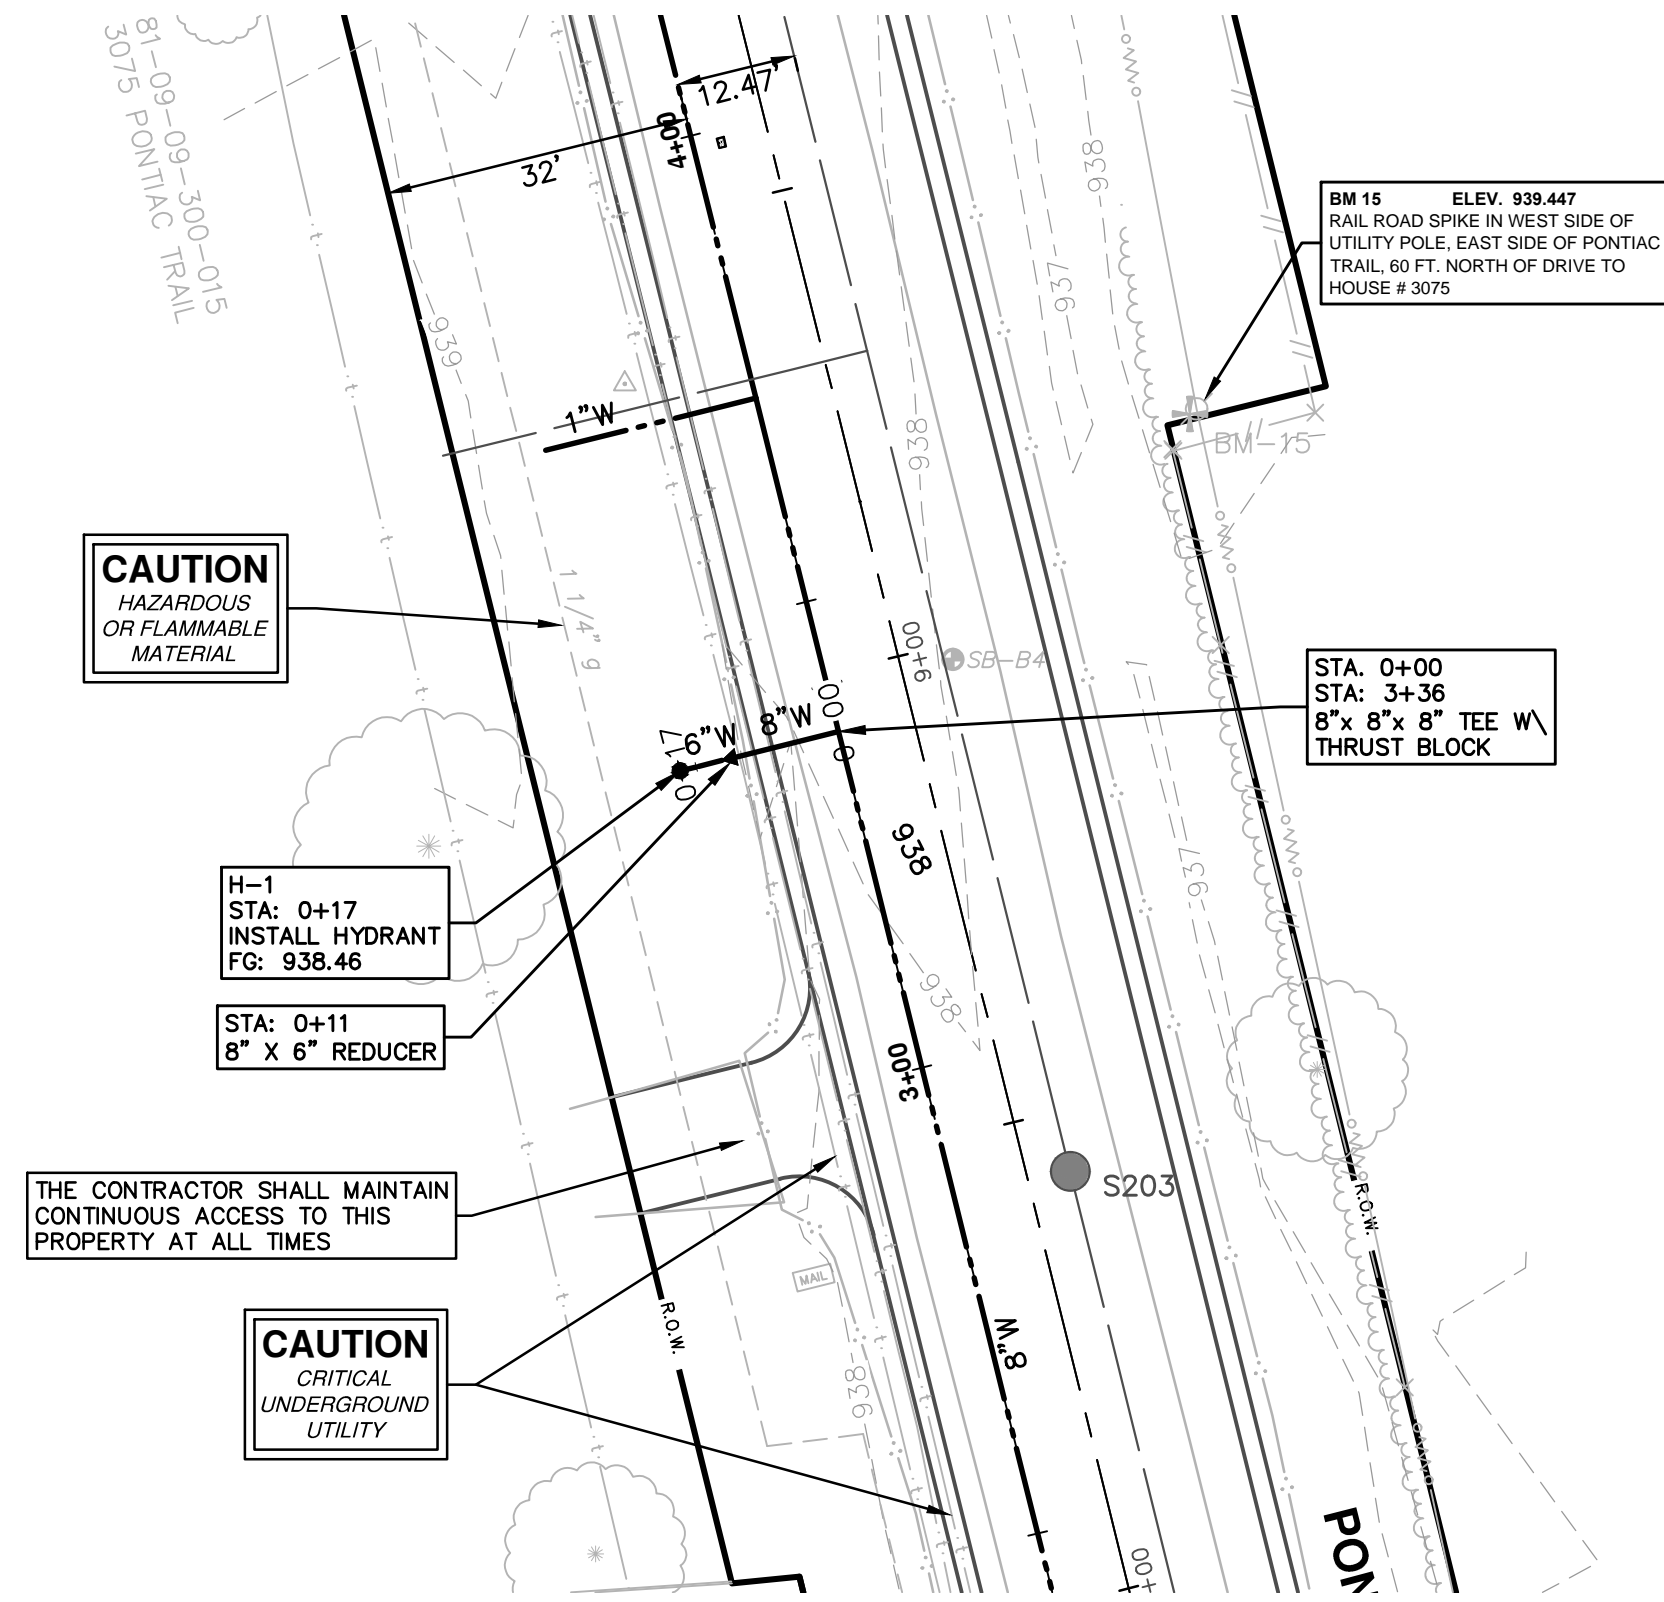 81-09-09-300-015
3075 PONTIAC TRAIL
12.47'
4+00
32'
938
937
BM 15 ELEV. 939.447
RAIL ROAD SPIKE IN WEST SIDE OF
UTILITY POLE, EAST SIDE OF PONTIAC
TRAIL, 60 FT. NORTH OF DRIVE TO
HOUSE # 3075
939
1"W
938
BM-15
CAUTION
HAZARDOUS
OR FLAMMABLE
MATERIAL
1 1/4" g
9+00
SB-B4
STA. 0+00
STA: 3+36
8"x 8"x 8" TEE W\
THRUST BLOCK
0+00
8"W
6"W
0+17
938
937
H-1
STA: 0+17
INSTALL HYDRANT
FG: 938.46
938
STA: 0+11
8" X 6" REDUCER
3+00
S203
THE CONTRACTOR SHALL MAINTAIN
CONTINUOUS ACCESS TO THIS
PROPERTY AT ALL TIMES
R.O.W.
MAIL
R.O.W.
8"W
CAUTION
CRITICAL
UNDERGROUND
UTILITY
938
+00
PON